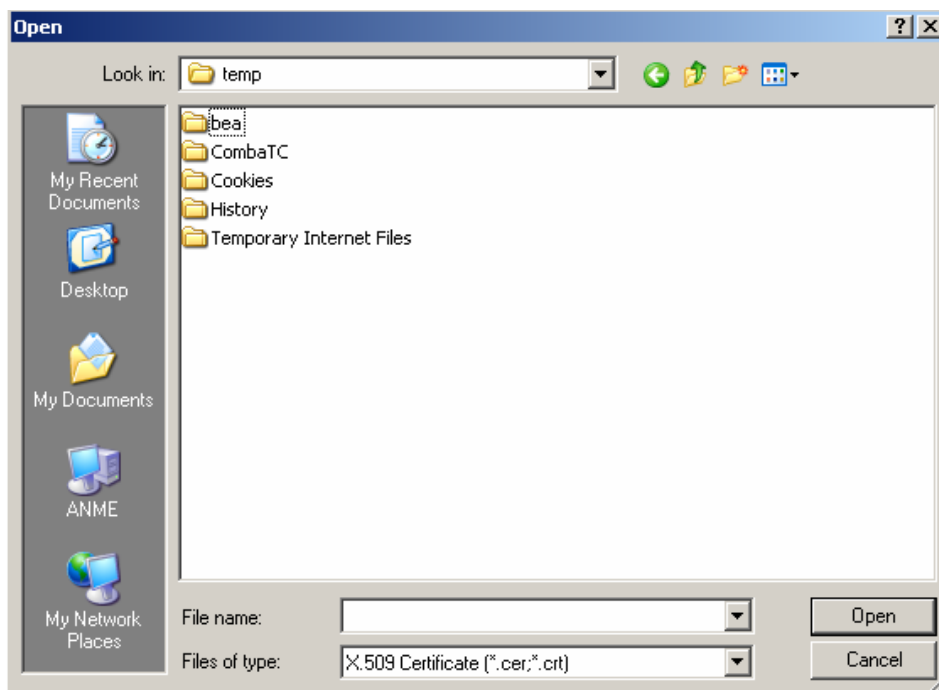 Open
Look in: temp
bea
CombaTC
Cookies
History
Temporary Internet Files
My Recent
Documents
Desktop
My Documents
ANME
My Network
Places
File name:
Open
Files of type: X.509 Certificate (*.cer;*.crt)
Cancel